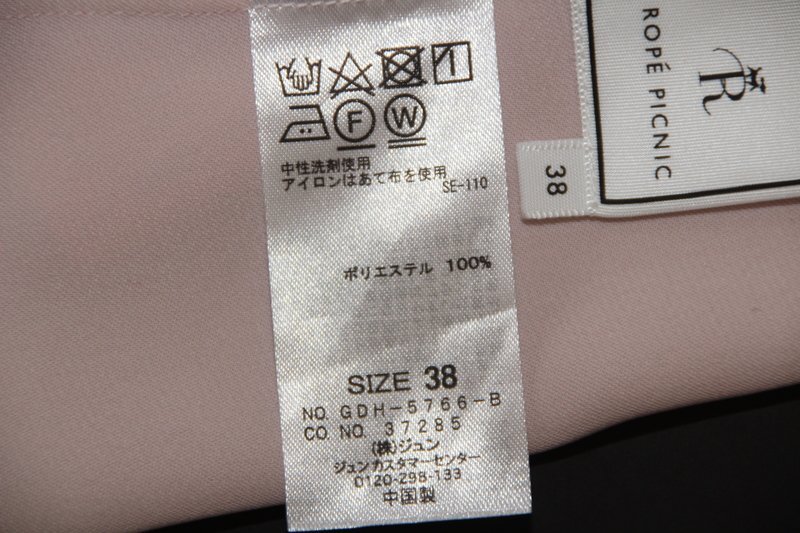 F W
中性洗剤使用
アイロンはあて布を使用
SE-110
ポリエステル 100%
SIZE 38
NO. GDH-5766-B
CO. NO. 37285
(株)ジュン
ジュンカスタマーセンター
0120-298-133
中国製
R
ROPÉ PICNIC
38